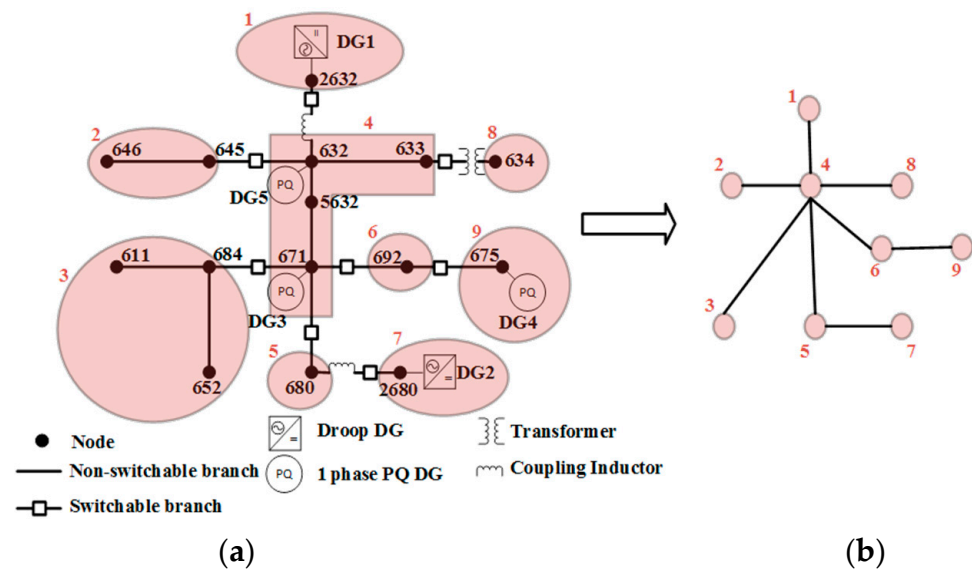 1
DG1
2632
2
646
645
632
4
633
8
634
PQ
DG5
5632
3
611
684
671
6
692
9
675
PQ
DG3
PQ
DG4
652
5
680
7
2680
DG2
Node
Non-switchable branch
Switchable branch
Droop DG
1 phase PQ DG
PQ
Transformer
Coupling Inductor
(a)
1
2
4
8
6
9
3
5
7
(b)